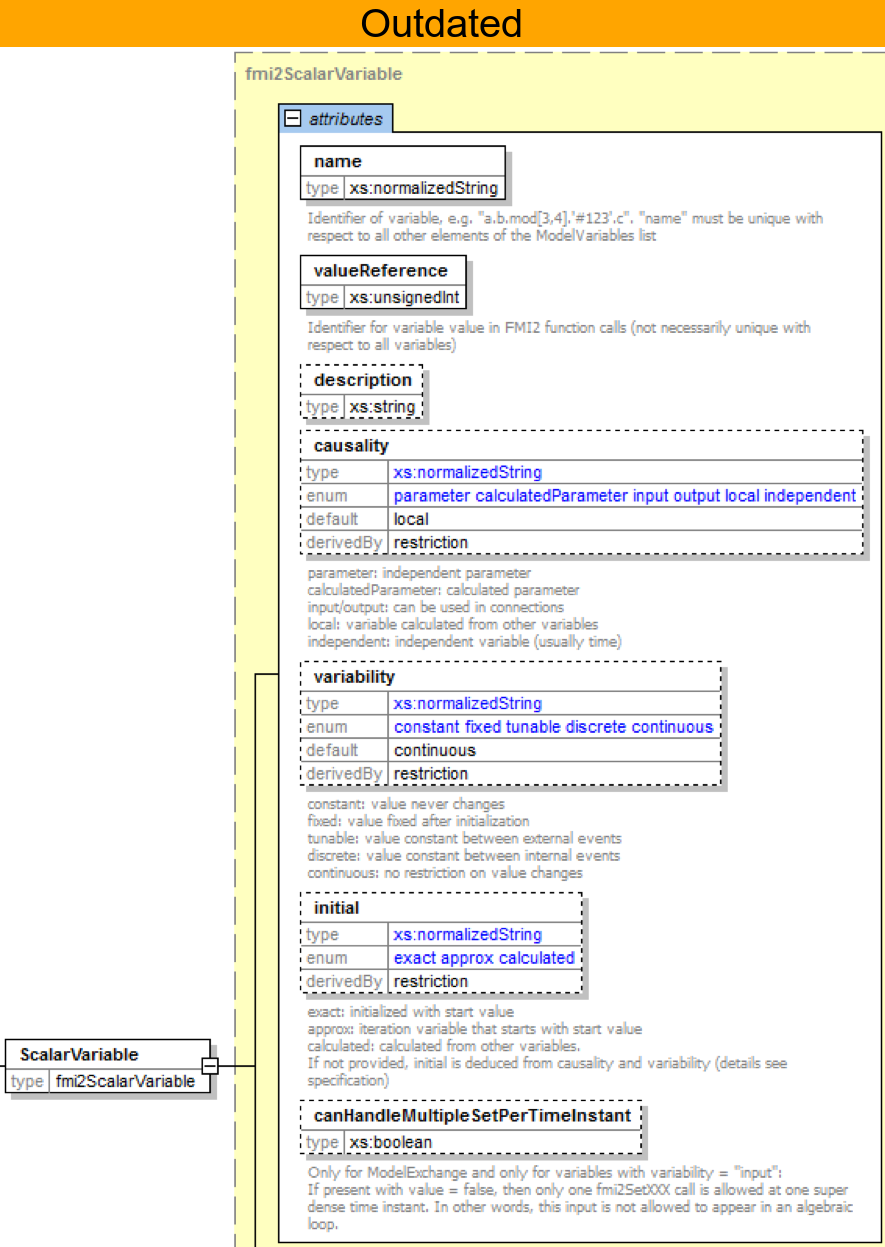 Outdated
fmi2ScalarVariable
attributes
name
type xs:normalizedString
Identifier of variable, e.g. "a.b.mod[3,4].'#123'.c". "name" must be unique with
respect to all other elements of the ModelVariables list
valueReference
type xs:unsignedInt
Identifier for variable value in FMI2 function calls (not necessarily unique with
respect to all variables)
description
type xs:string
causality
type xs:normalizedString
enum parameter calculatedParameter input output local independent
default local
derivedBy restriction
parameter: independent parameter
calculatedParameter: calculated parameter
input/output: can be used in connections
local: variable calculated from other variables
independent: independent variable (usually time)
variability
type xs:normalizedString
enum constant fixed tunable discrete continuous
default continuous
derivedBy restriction
constant: value never changes
fixed: value fixed after initialization
tunable: value constant between external events
discrete: value constant between internal events
continuous: no restriction on value changes
initial
type xs:normalizedString
enum exact approx calculated
derivedBy restriction
exact: initialized with start value
approx: iteration variable that starts with start value
calculated: calculated from other variables.
If not provided, initial is deduced from causality and variability (details see
specification)
ScalarVariable
type fmi2ScalarVariable
canHandleMultipleSetPerTimeInstant
type xs:boolean
Only for ModelExchange and only for variables with variability = "input":
If present with value = false, then only one fmi2SetXXX call is allowed at one super
dense time instant. In other words, this input is not allowed to appear in an algebraic
loop.